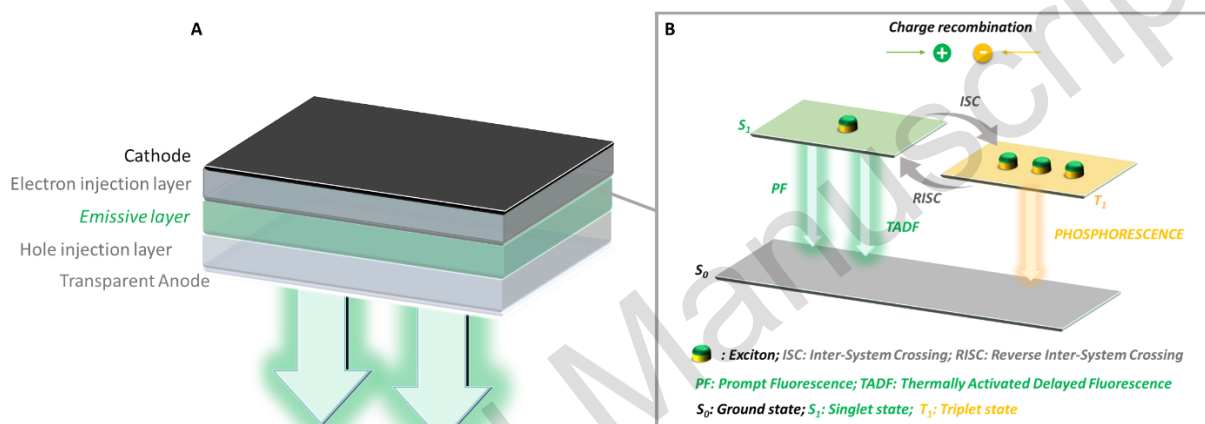 A
Cathode
Electron injection layer
Emissive layer
Hole injection layer
Transparent Anode
B
Charge recombination
+ -
ISC
S1
PF
TADF
RISC
T1
PHOSPHORESCENCE
S0
: Exciton; ISC: Inter-System Crossing; RISC: Reverse Inter-System Crossing
PF: Prompt Fluorescence; TADF: Thermally Activated Delayed Fluorescence
S0: Ground state; S1: Singlet state; T1: Triplet state
Manuscrip